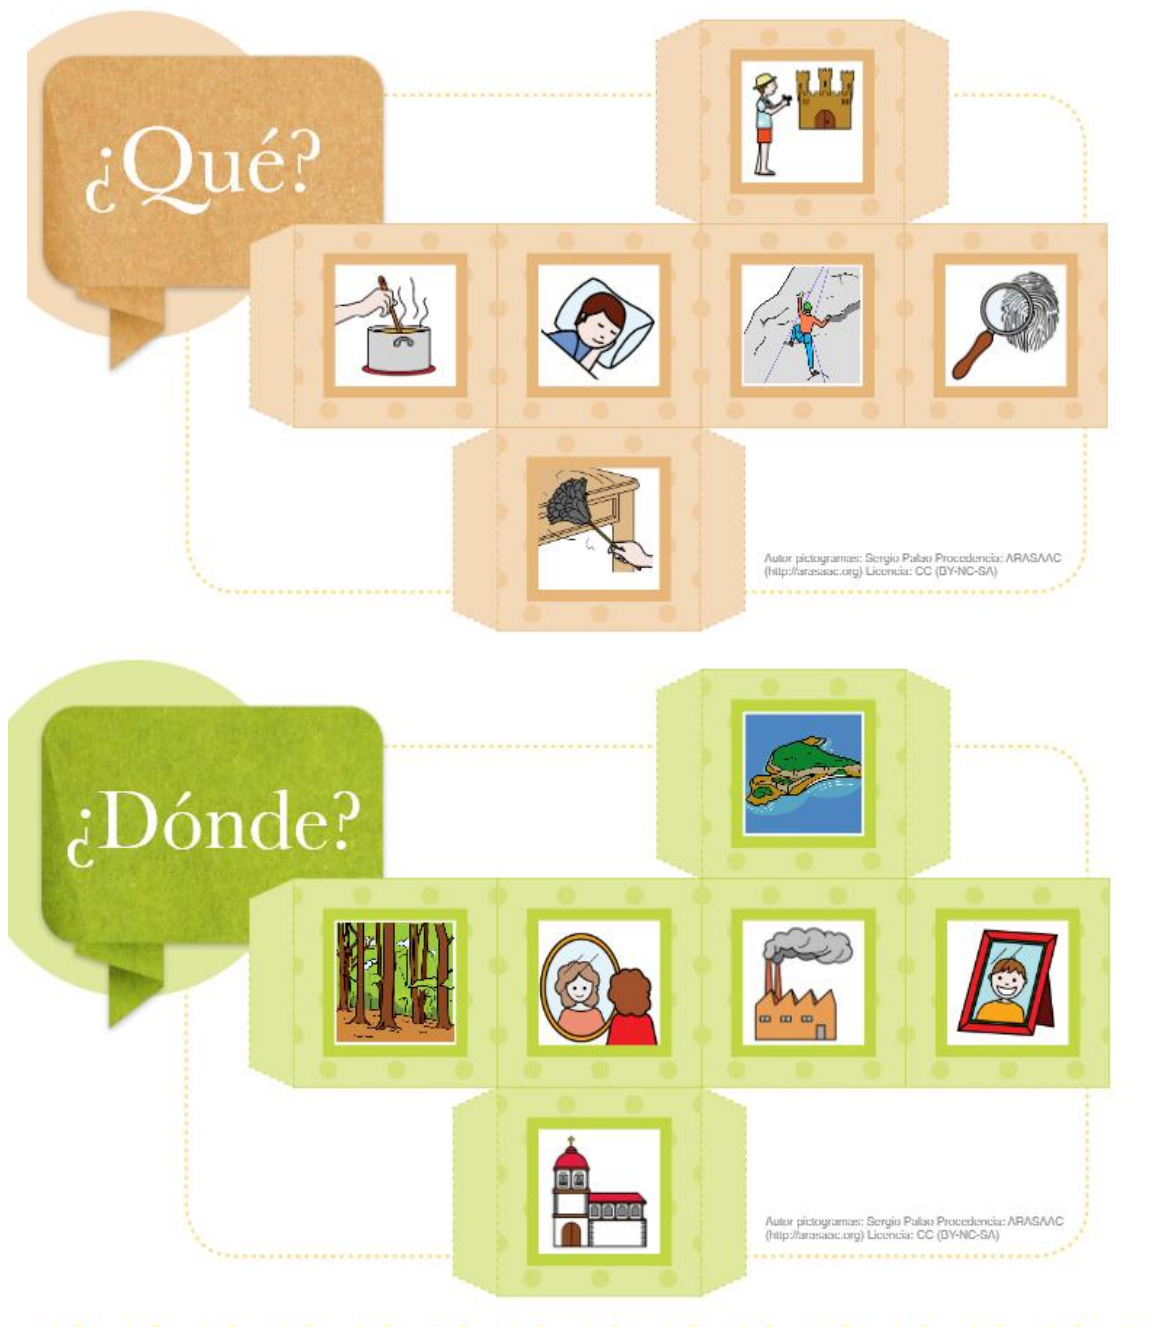 ¿Qué?
Autor pictogramas: Sergio Palao Procedencia: ARASAAC
(http://arasaac.org) Licencia: CC (BY-NC-SA)
¿Dónde?
Autor pictogramas: Sergio Palao Procedencia: ARASAAC
(http://arasaac.org) Licencia: CC (BY-NC-SA)